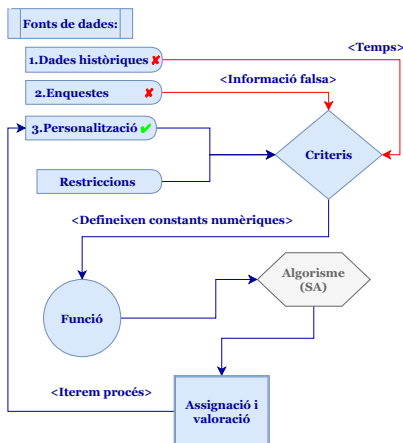 Fonts de dades:
1.Dades històriques ✘
<Temps>
<Informació falsa>
2.Enquestes ✘
3.Personalització ✔
Criteris
Restriccions
<Defineixen constants numèriques>
Algorisme
(SA)
Funció
<Iterem procés>
Assignació i
valoració